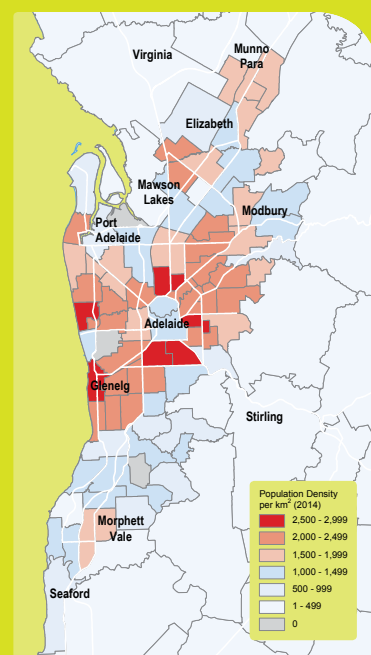 Virginia
Munno
Para
Elizabeth
Mawson
Lakes
Modbury
Port
Adelaide
Adelaide
Glenelg
Stirling
Morphett
Vale
Seaford
Population Density
per km² (2014)
2,500 - 2,999
2,000 - 2,499
1,500 - 1,999
1,000 - 1,499
500 - 999
1 - 499
0